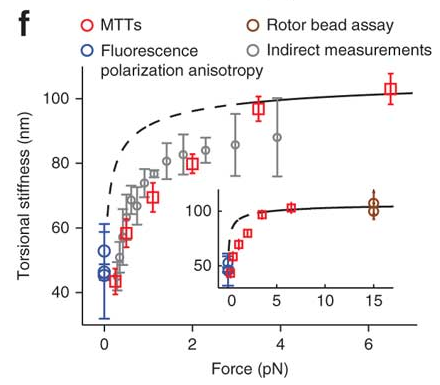 f
MTTs
Rotor bead assay
Fluorescence
polarization anisotropy
Indirect measurements
Torsional stiffness (nm)
100
80
60
40
0
2
4
6
Force (pN)
100
50
0
5
10
15